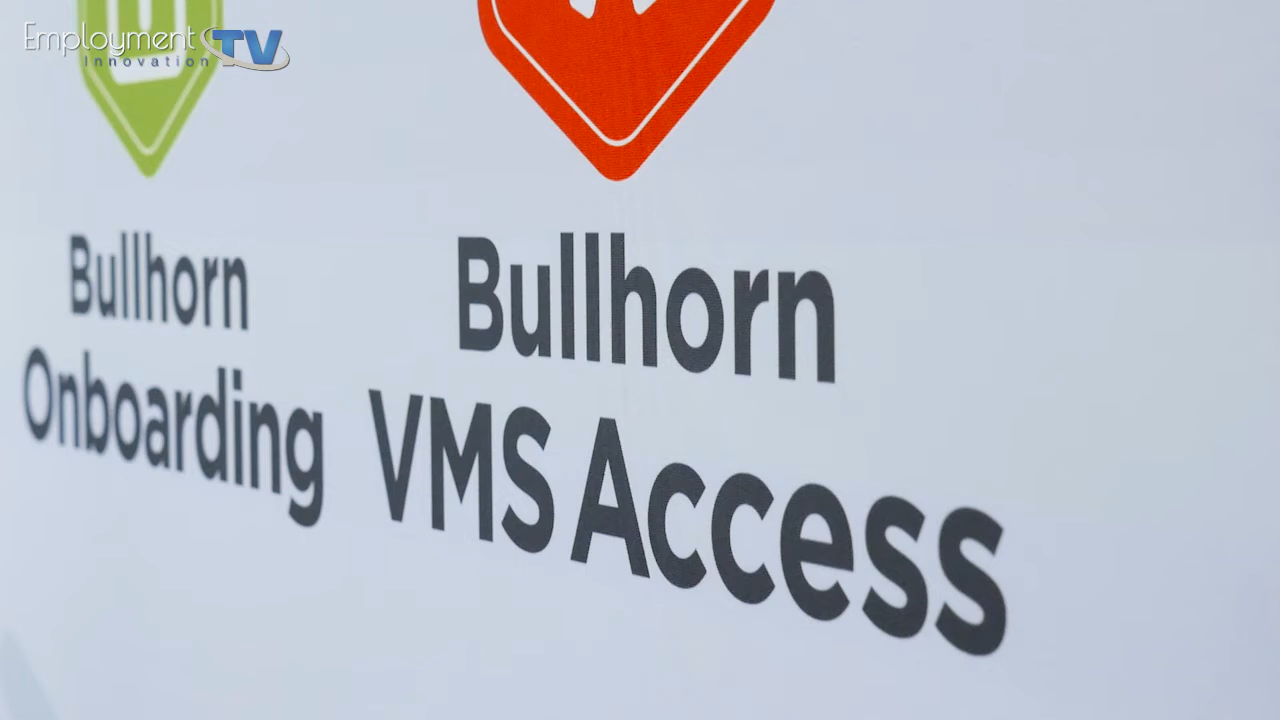 Employment TV
Innovation
Bullhorn
Onboarding
Bullhorn
VMS Access